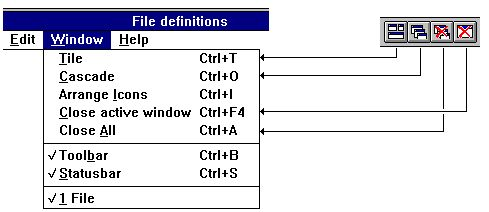 File definitions
Edit Window Help
Tile Ctrl+T
Cascade Ctrl+O
Arrange Icons Ctrl+I
Close active window Ctrl+F4
Close All Ctrl+A
✓ Toolbar Ctrl+B
✓ Statusbar Ctrl+S
✓ 1 File